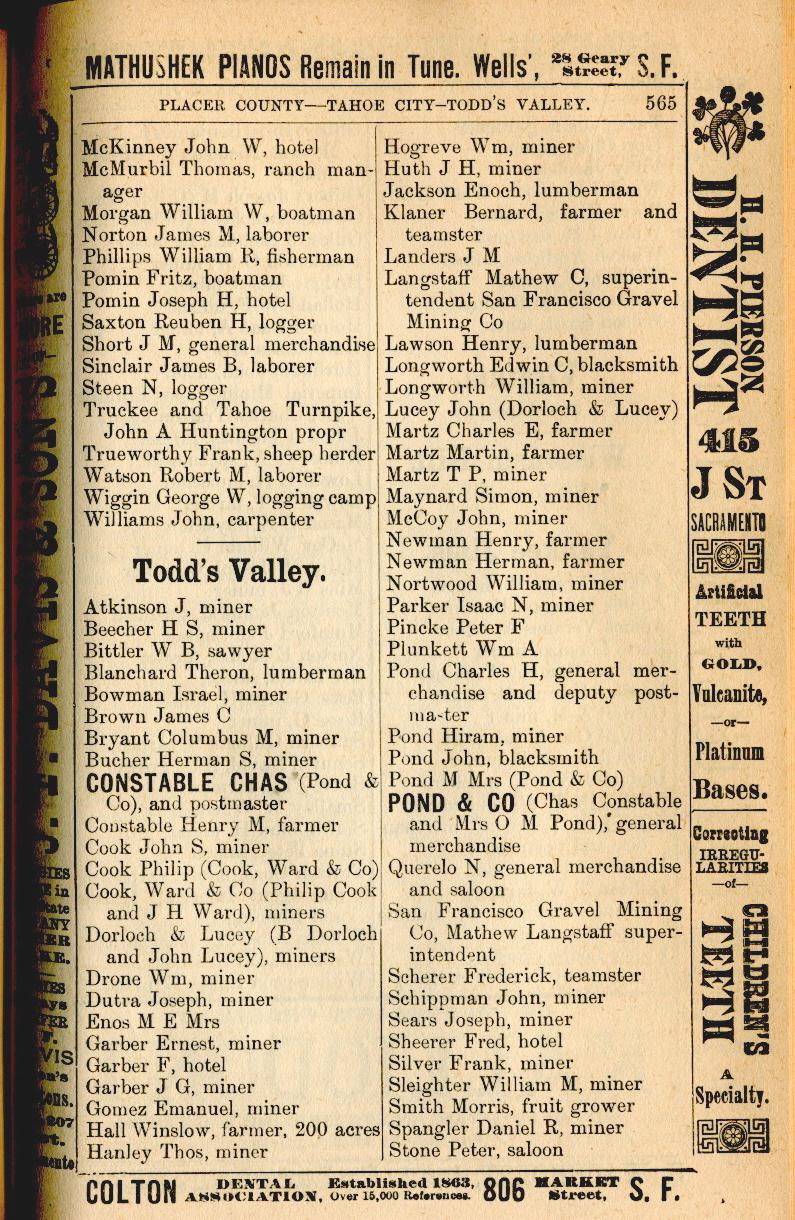 MATHUSHEK PIANOS Remain in Tune. Wells', 28 Geary Street, S. F.
PLACER COUNTY—TAHOE CITY—TODD'S VALLEY. 565
McKinney John W, hotel
McMurbil Thomas, ranch man-
ager
Morgan William W, boatman
Norton James M, laborer
Phillips William R, fisherman
Pomin Fritz, boatman
Pomin Joseph H, hotel
Saxton Reuben H, logger
Short J M, general merchandise
Sinclair James B, laborer
Steen N, logger
Truckee and Tahoe Turnpike,
John A Huntington propr
Trueworthy Frank, sheep herder
Watson Robert M, laborer
Wiggin George W, logging camp
Williams John, carpenter
Todd's Valley.
Atkinson J, miner
Beecher H S, miner
Bittler W B, sawyer
Blanchard Theron, lumberman
Bowman Israel, miner
Brown James C
Bryant Columbus M, miner
Bucher Herman S, miner
CONSTABLE CHAS (Pond &
Co), and postmaster
Constable Henry M, farmer
Cook John S, miner
Cook Philip (Cook, Ward & Co)
Cook, Ward & Co (Philip Cook
and J H Ward), miners
Dorloch & Lucey (B Dorloch
and John Lucey), miners
Drone Wm, miner
Dutra Joseph, miner
Enos M E Mrs
Garber Ernest, miner
Garber F, hotel
Garber J G, miner
Gomez Emanuel, miner
Hall Winslow, farmer, 200 acres
Hanley Thos, miner
Hogreve Wm, miner
Huth J H, miner
Jackson Enoch, lumberman
Klaner Bernard, farmer and
teamster
Landers J M
Langstaff Mathew C, superin-
tendent San Francisco Gravel
Mining Co
Lawson Henry, lumberman
Longworth Edwin C, blacksmith
Longworth William, miner
Lucey John (Dorloch & Lucey)
Martz Charles E, farmer
Martz Martin, farmer
Martz T P, miner
Maynard Simon, miner
McCoy John, miner
Newman Henry, farmer
Newman Herman, farmer
Nortwood William, miner
Parker Isaac N, miner
Pincke Peter F
Plunkett Wm A
Pond Charles H, general mer-
chandise and deputy post-
master
Pond Hiram, miner
Pond John, blacksmith
Pond M Mrs (Pond & Co)
POND & CO (Chas Constable
and Mrs O M Pond), general
merchandise
Querelo N, general merchandise
and saloon
San Francisco Gravel Mining
Co, Mathew Langstaff super-
intendent
Scherer Frederick, teamster
Schippman John, miner
Sears Joseph, miner
Sheerer Fred, hotel
Silver Frank, miner
Sleighter William M, miner
Smith Morris, fruit grower
Spangler Daniel R, miner
Stone Peter, saloon
H. H. PIERSON
DENTIST
415
J ST
SACRAMENTO
Artificial
TEETH
with
GOLD,
Vulcanite,
—or—
Platinum
Bases.
Correcting
IRREGU-
LARITIES
—of—
CHILDREN'S
TEETH
A
Specialty.
COLTON DENTAL ASSOCIATION, Established 1863, Over 15,000 References. 806 MARKET Street, S. F.